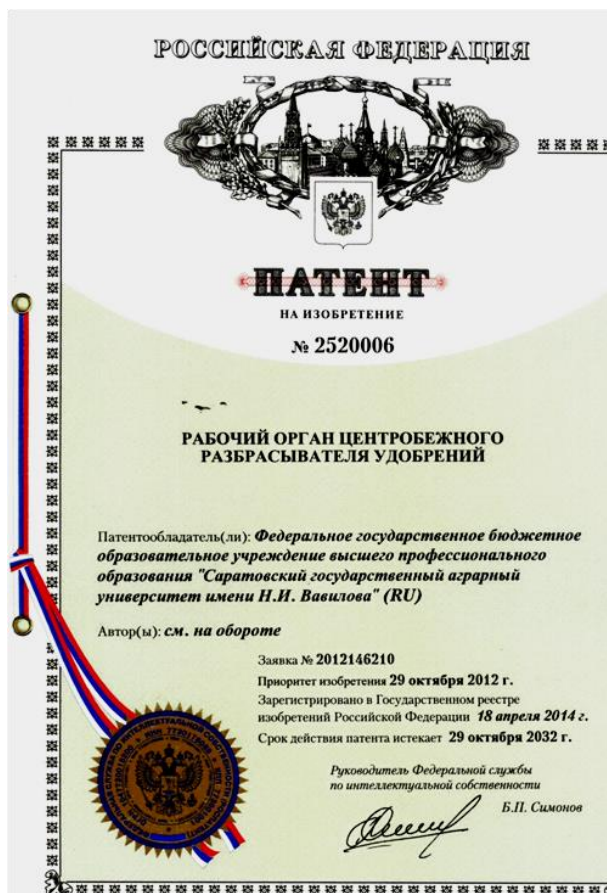 РОССИЙСКАЯ ФЕДЕРАЦИЯ
ПАТЕНТ
НА ИЗОБРЕТЕНИЕ
№ 2520006
РАБОЧИЙ ОРГАН ЦЕНТРОБЕЖНОГО
РАЗБРАСЫВАТЕЛЯ УДОБРЕНИЙ
Патентообладатель(ли): Федеральное государственное бюджетное
образовательное учреждение высшего профессионального
образования "Саратовский государственный аграрный
университет имени Н.И. Вавилова" (RU)
Автор(ы): см. на обороте
Заявка № 2012146210
Приоритет изобретения 29 октября 2012 г.
Зарегистрировано в Государственном реестре
изобретений Российской Федерации 18 апреля 2014 г.
Срок действия патента истекает 29 октября 2032 г.
Руководитель Федеральной службы
по интеллектуальной собственности
Б.П. Симонов